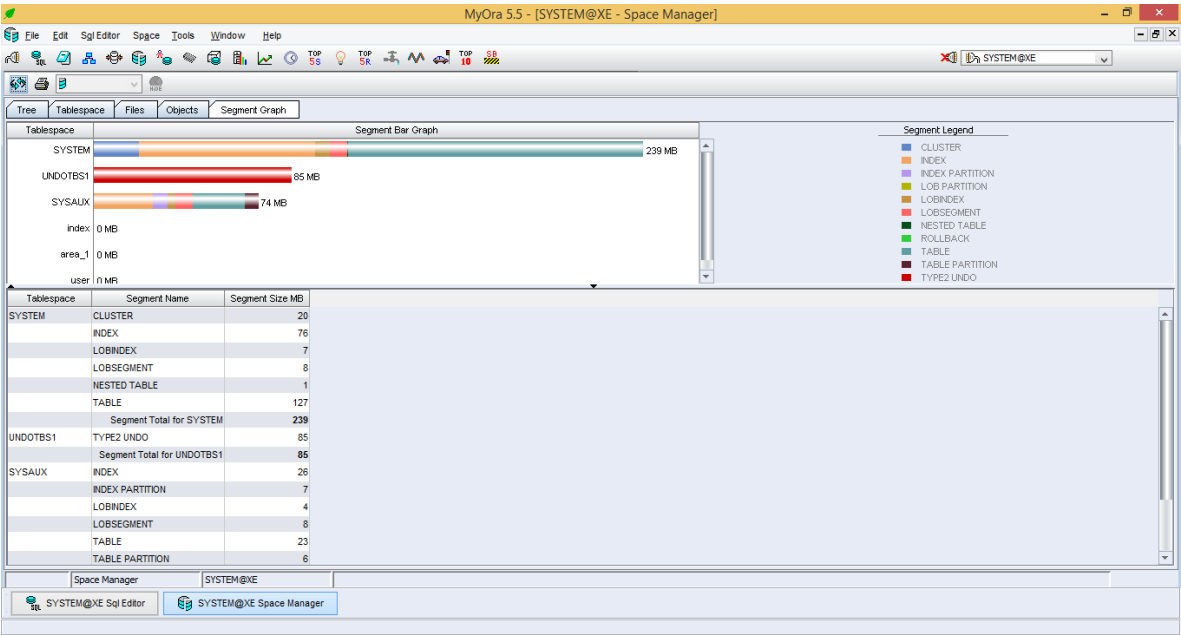 MyOra 5.5 - [SYSTEM@XE - Space Manager]
File Edit Sql Editor Space Tools Window Help
SQL TOP 5S TOP 5R TOP 10 SB SYSTEM@XE
HIDE
Tree Tablespace Files Objects Segment Graph
Tablespace Segment Bar Graph Segment Legend
SYSTEM 239 MB
UNDOTBS1 85 MB
SYSAUX 74 MB
index 0 MB
area_1 0 MB
user 0 MB
CLUSTER
INDEX
INDEX PARTITION
LOB PARTITION
LOBINDEX
LOBSEGMENT
NESTED TABLE
ROLLBACK
TABLE
TABLE PARTITION
TYPE2 UNDO
Tablespace Segment Name Segment Size MB
SYSTEM CLUSTER 20
INDEX 76
LOBINDEX 7
LOBSEGMENT 8
NESTED TABLE 1
TABLE 127
Segment Total for SYSTEM 239
UNDOTBS1 TYPE2 UNDO 85
Segment Total for UNDOTBS1 85
SYSAUX INDEX 26
INDEX PARTITION 7
LOBINDEX 4
LOBSEGMENT 8
TABLE 23
TABLE PARTITION 6
Space Manager SYSTEM@XE
SQL SYSTEM@XE Sql Editor SYSTEM@XE Space Manager